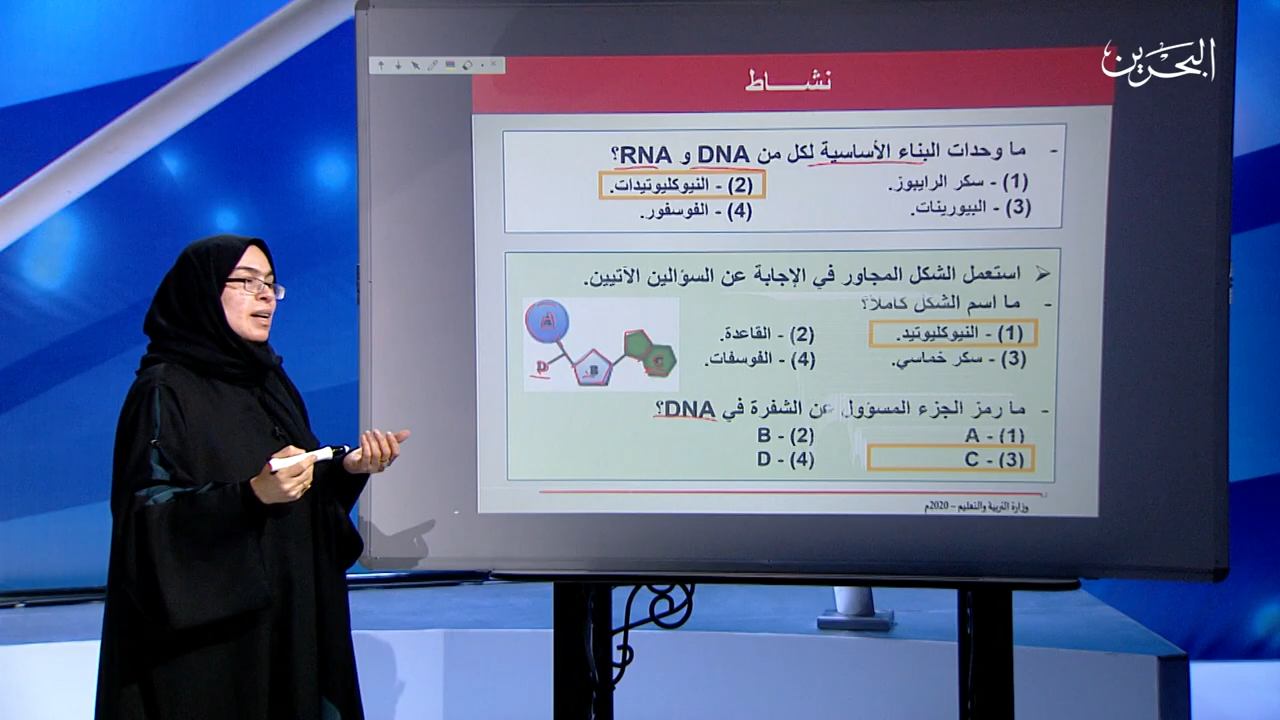 البحرين
نشـــاط
- ما وحدات البناء الأساسية لكل من DNA و RNA؟
(1) - سكر الرايبوز. (2) - النيوكليوتيدات.
(3) - البيورينات. (4) - الفوسفور.
استعمل الشكل المجاور في الإجابة عن السؤالين الآتيين.
- ما اسم الشكل كاملاً؟
(1) - النيوكليوتيد. (2) - القاعدة.
(3) - سكر خماسي. (4) - الفوسفات.
A
D B C
- ما رمز الجزء المسؤول عن الشفرة في DNA؟
(1) - A (2) - B
(3) - C (4) - D
وزارة التربية والتعليم – 2020م